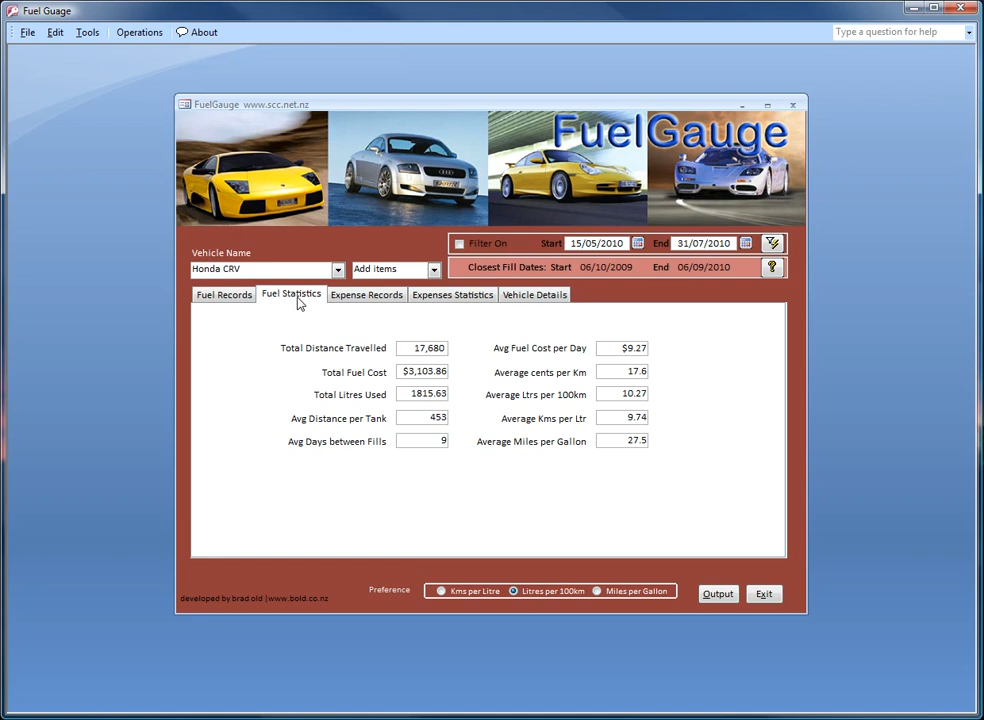 Fuel Guage
File Edit Tools Operations About Type a question for help
FuelGauge www.scc.net.nz
FuelGauge
Filter On Start 15/05/2010 End 31/07/2010
Vehicle Name
Honda CRV Add items Closest Fill Dates: Start 06/10/2009 End 06/09/2010 ?
Fuel Records Fuel Statistics Expense Records Expenses Statistics Vehicle Details
Total Distance Travelled 17,680 Avg Fuel Cost per Day $9.27
Total Fuel Cost $3,103.86 Average cents per Km 17.6
Total Litres Used 1815.63 Average Ltrs per 100km 10.27
Avg Distance per Tank 453 Average Kms per Ltr 9.74
Avg Days between Fills 9 Average Miles per Gallon 27.5
Preference Kms per Litre Litres per 100km Miles per Gallon Output Exit
developed by brad old |www.bold.co.nz